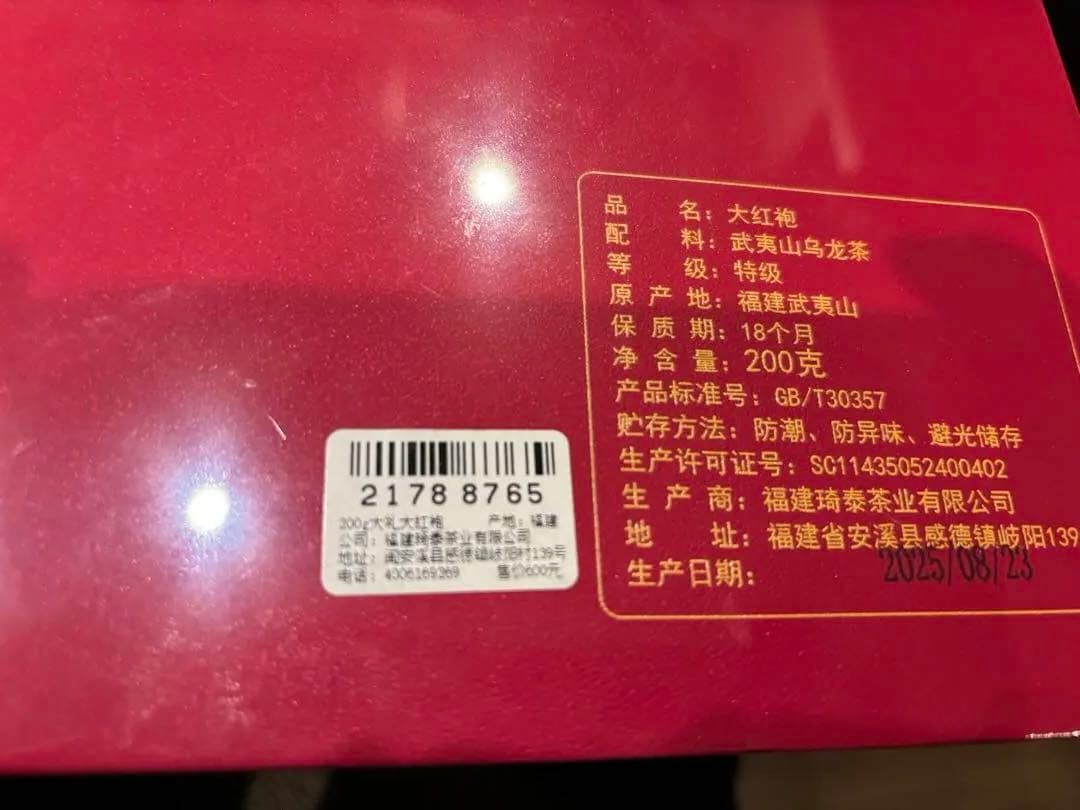 品名：大红袍
配料：武夷山乌龙茶
等级：特级
原产地：福建武夷山
保质期：18个月
净含量：200克
产品标准号：GB/T30357
贮存方法：防潮、防异味、避光储存
生产许可证号：SC11435052400402
生产商：福建琦泰茶业有限公司
地址：福建省安溪县感德镇岐阳139
生产日期：2025/08/23
2178 8765
200g大礼大红袍 产地：福建
公司：福建琦泰茶业有限公司
地址：闽安溪县感德镇岐阳村139号
电话：4006169269 售价600元